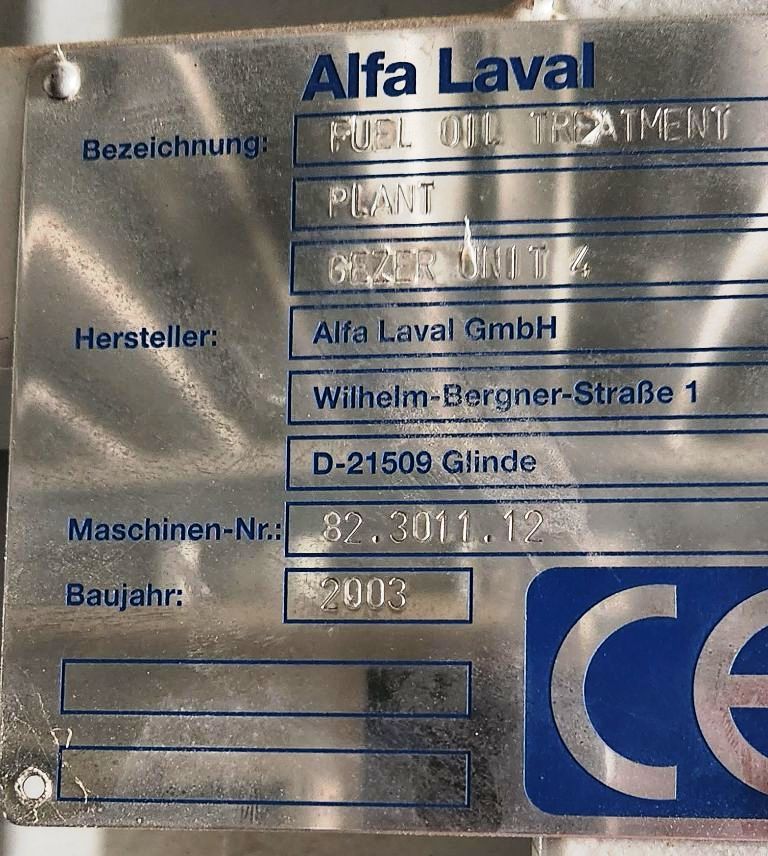 Alfa Laval
Bezeichnung: FUEL OIL TREATMENT
PLANT
GEZER UNIT 4
Hersteller: Alfa Laval GmbH
Wilhelm-Bergner-Straße 1
D-21509 Glinde
Maschinen-Nr.: 82.3011.12
Baujahr: 2003
CE